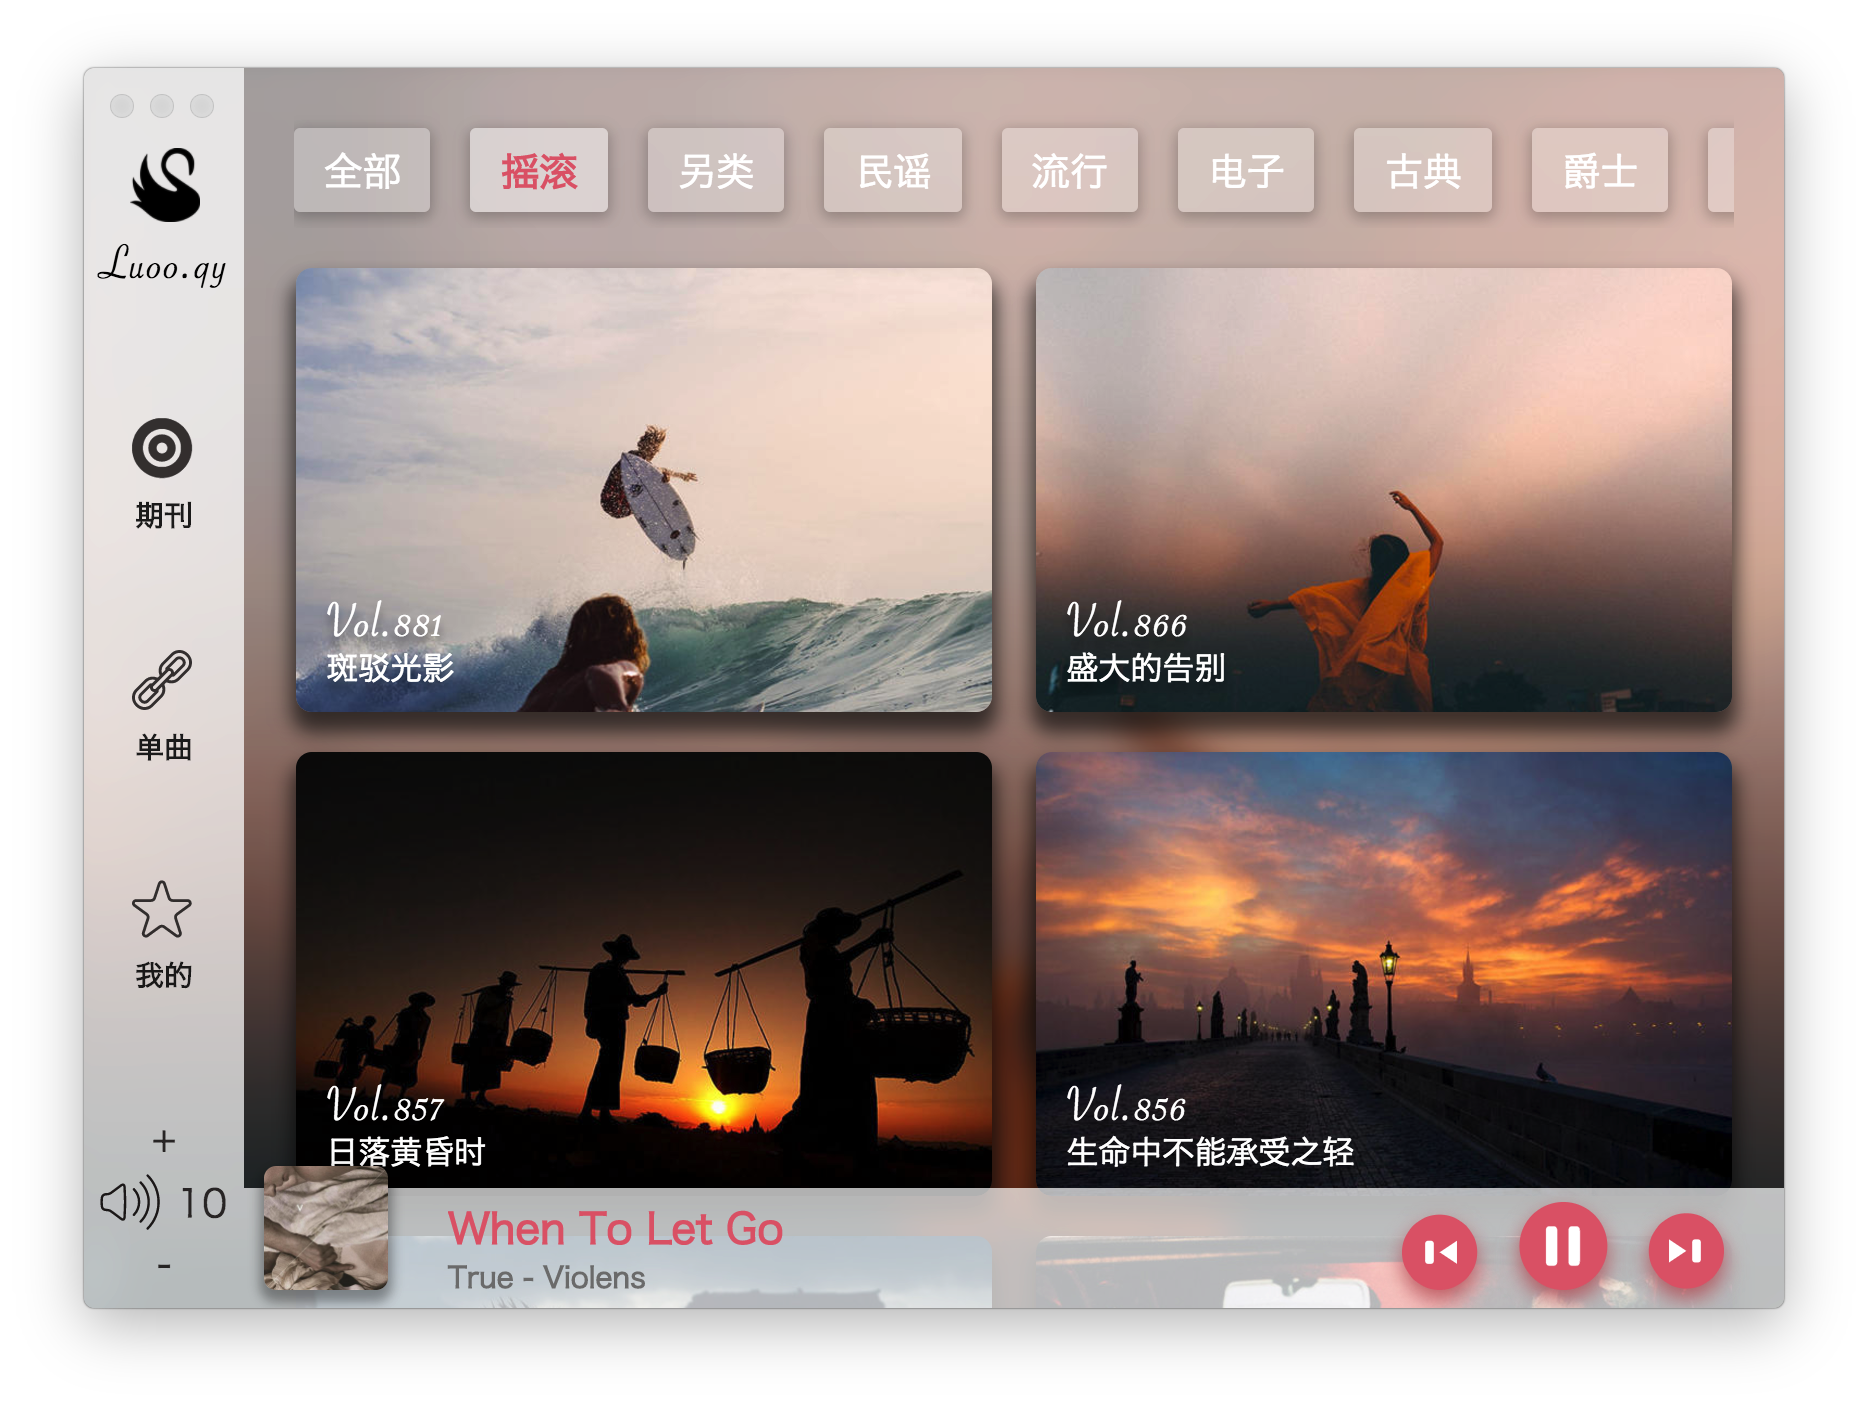 Luoo.qy
期刊
单曲
我的
+
10
-
全部
摇滚
另类
民谣
流行
电子
古典
爵士
Vol.881
斑驳光影
Vol.866
盛大的告别
Vol.857
日落黄昏时
Vol.856
生命中不能承受之轻
When To Let Go
True - Violens